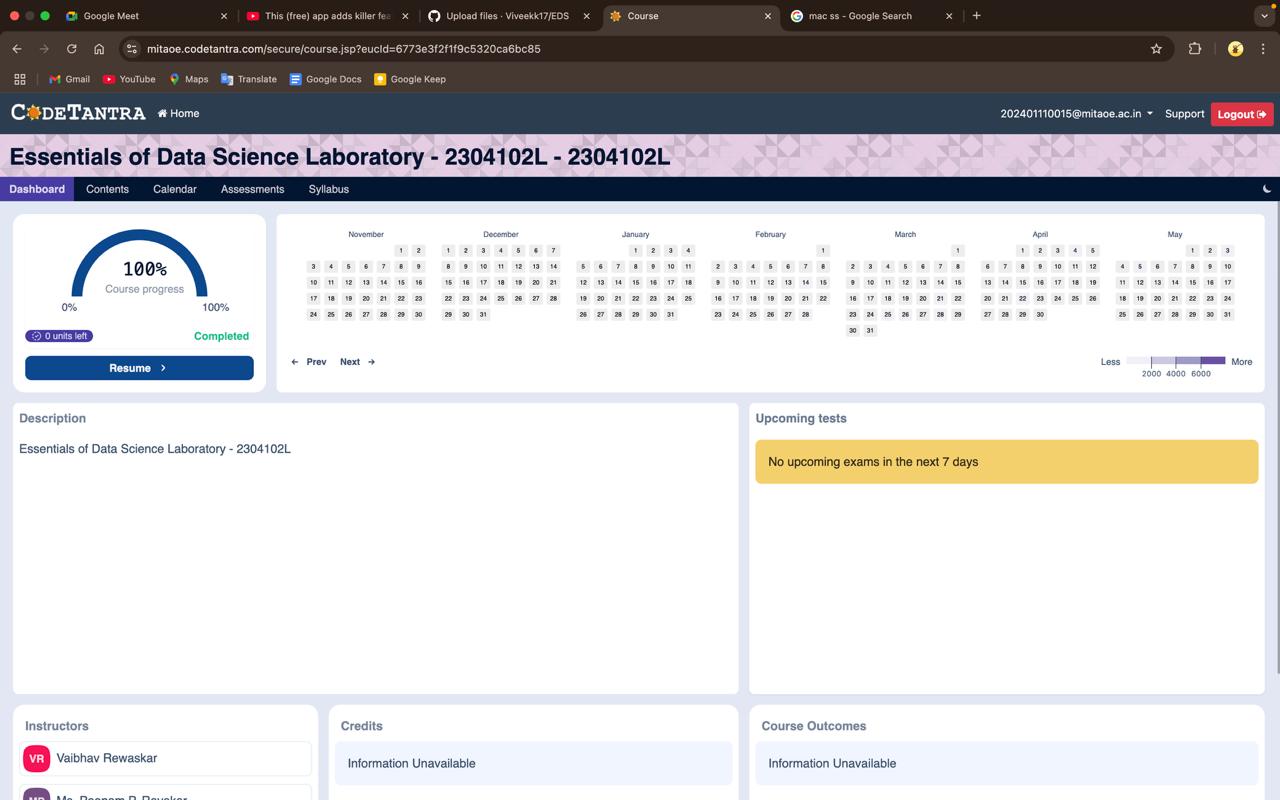 Google Meet
This (free) app adds killer fea
Upload files · Viveekk17/EDS
Course
mac ss - Google Search
mitaoe.codetantra.com/secure/course.jsp?eucId=6773e3f2f1f9c5320ca6bc85
Gmail
YouTube
Maps
Translate
Google Docs
Google Keep
CODETANTRA
Home
202401110015@mitaoe.ac.in
Support
Logout
Essentials of Data Science Laboratory - 2304102L - 2304102L
Dashboard
Contents
Calendar
Assessments
Syllabus
100%
Course progress
0%
100%
0 units left
Completed
Resume
November
1 2
3 4 5 6 7 8 9
10 11 12 13 14 15 16
17 18 19 20 21 22 23
24 25 26 27 28 29 30
December
1 2 3 4 5 6 7
8 9 10 11 12 13 14
15 16 17 18 19 20 21
22 23 24 25 26 27 28
29 30 31
January
1 2 3 4
5 6 7 8 9 10 11
12 13 14 15 16 17 18
19 20 21 22 23 24 25
26 27 28 29 30 31
February
1
2 3 4 5 6 7 8
9 10 11 12 13 14 15
16 17 18 19 20 21 22
23 24 25 26 27 28
March
1
2 3 4 5 6 7 8
9 10 11 12 13 14 15
16 17 18 19 20 21 22
23 24 25 26 27 28 29
30 31
April
1 2 3 4 5
6 7 8 9 10 11 12
13 14 15 16 17 18 19
20 21 22 23 24 25 26
27 28 29 30
May
1 2 3
4 5 6 7 8 9 10
11 12 13 14 15 16 17
18 19 20 21 22 23 24
25 26 27 28 29 30 31
Prev
Next
Less
More
2000 4000 6000
Description
Essentials of Data Science Laboratory - 2304102L
Upcoming tests
No upcoming exams in the next 7 days
Instructors
VR
Vaibhav Rewaskar
Credits
Information Unavailable
Course Outcomes
Information Unavailable